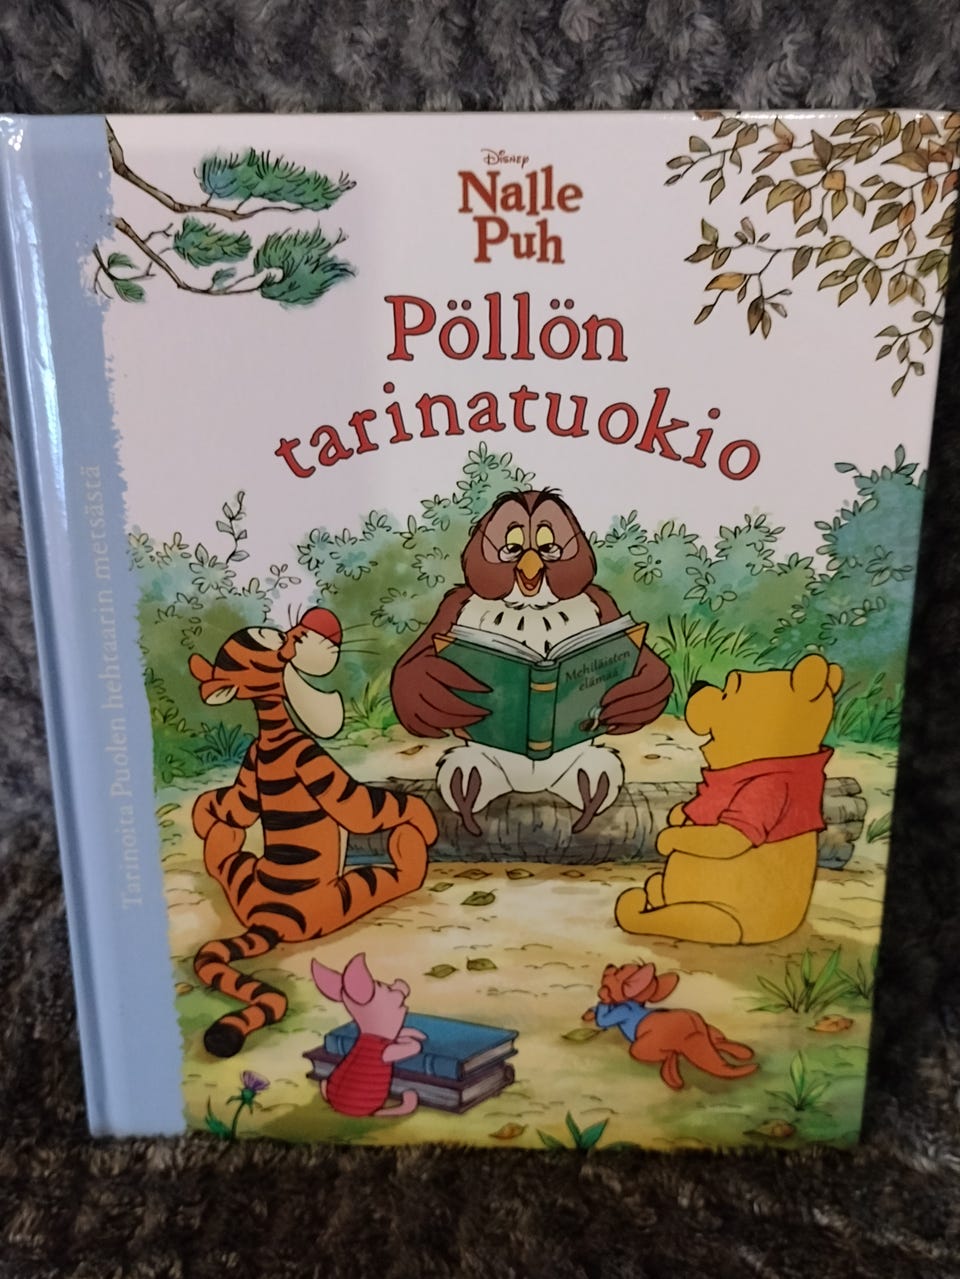 Disney
Nalle
Puh
Pöllön
tarinatuokio
Tarinoita Puolen hehtaarin metsästä
Mehiläisten
elämää